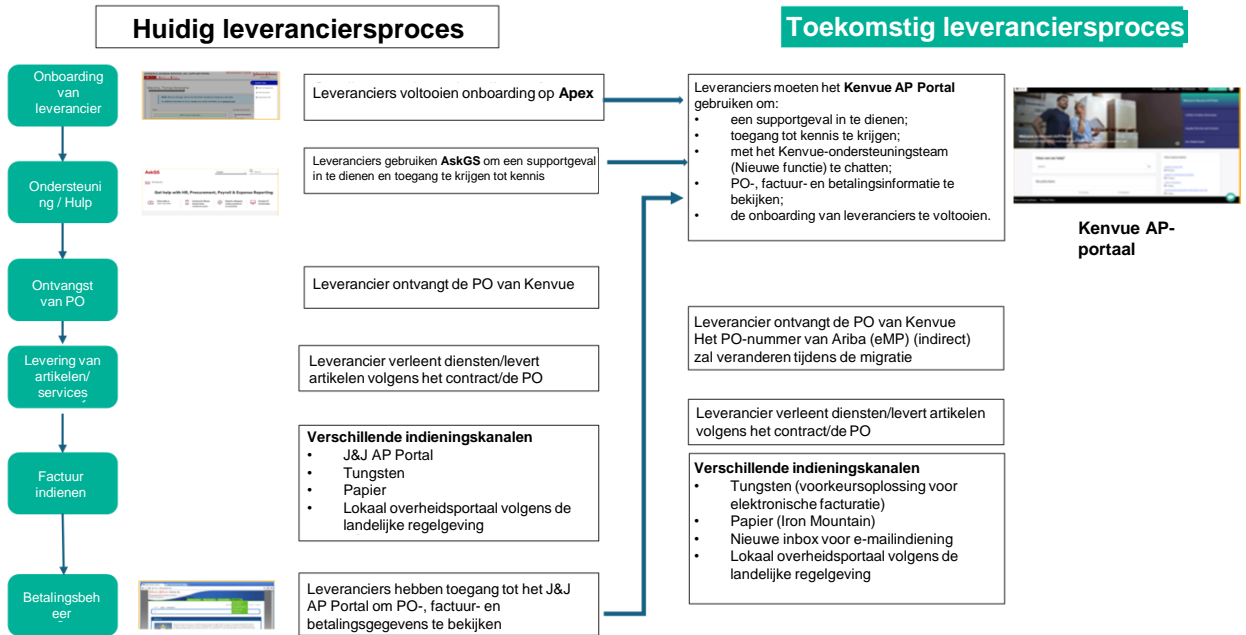 Huidig leveranciersproces
Toekomstig leveranciersproces
Onboarding
van
leverancier
Leveranciers voltooien onboarding op Apex
Leveranciers moeten het Kenvue AP Portal
gebruiken om:
• een supportgeval in te dienen;
• toegang tot kennis te krijgen;
• met het Kenvue-ondersteuningsteam
(Nieuwe functie) te chatten;
• PO-, factuur- en betalingsinformatie te
bekijken;
• de onboarding van leveranciers te voltooien.
Kenvue AP-
portaal
Ondersteuni
ng / Hulp
AskGS
Get help with HR, Procurement, Payroll & Expense Reporting
Leveranciers gebruiken AskGS om een supportgeval
in te dienen en toegang te krijgen tot kennis
Ontvangst
van PO
Leverancier ontvangt de PO van Kenvue
Leverancier ontvangt de PO van Kenvue
Het PO-nummer van Ariba (eMP) (indirect)
zal veranderen tijdens de migratie
Levering van
artikelen/
services
Leverancier verleent diensten/levert
artikelen volgens het contract/de PO
Leverancier verleent diensten/levert artikelen
volgens het contract/de PO
Factuur
indienen
Verschillende indieningskanalen
• J&J AP Portal
• Tungsten
• Papier
• Lokaal overheidsportaal volgens de
landelijke regelgeving
Verschillende indieningskanalen
• Tungsten (voorkeursoplossing voor
elektronische facturatie)
• Papier (Iron Mountain)
• Nieuwe inbox voor e-mailindiening
• Lokaal overheidsportaal volgens de
landelijke regelgeving
Betalingsbeh
eer
Leveranciers hebben toegang tot het J&J
AP Portal om PO-, factuur- en
betalingsgegevens te bekijken